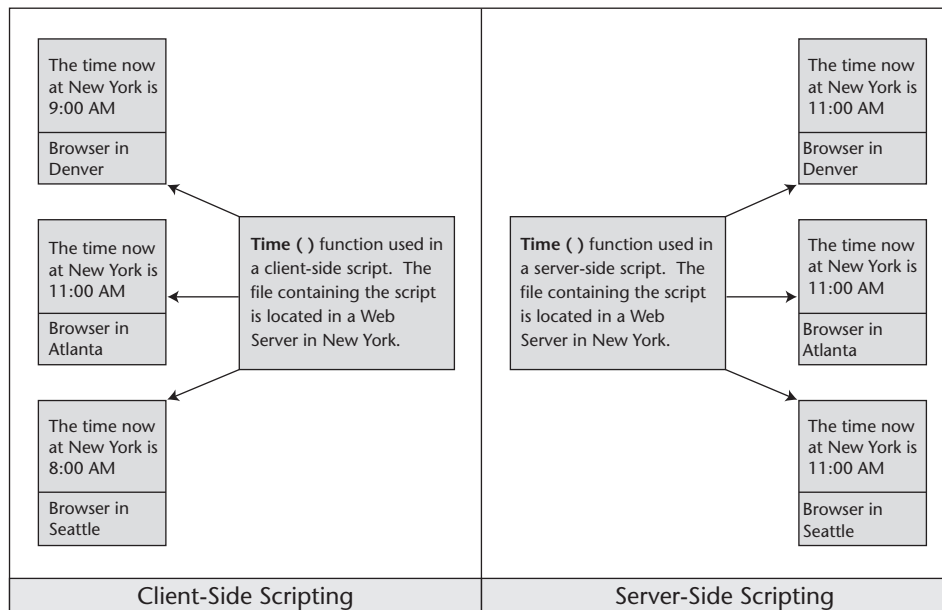 The time now
at New York is
9:00 AM
Browser in
Denver
The time now
at New York is
11:00 AM
Browser in
Atlanta
The time now
at New York is
8:00 AM
Browser in
Seattle
Time ( ) function used in
a client-side script. The
file containing the script
is located in a Web
Server in New York.
Client-Side Scripting
Time ( ) function used in
a server-side script. The
file containing the script
is located in a Web
Server in New York.
The time now
at New York is
11:00 AM
Browser in
Denver
The time now
at New York is
11:00 AM
Browser in
Atlanta
The time now
at New York is
11:00 AM
Browser in
Seattle
Server-Side Scripting